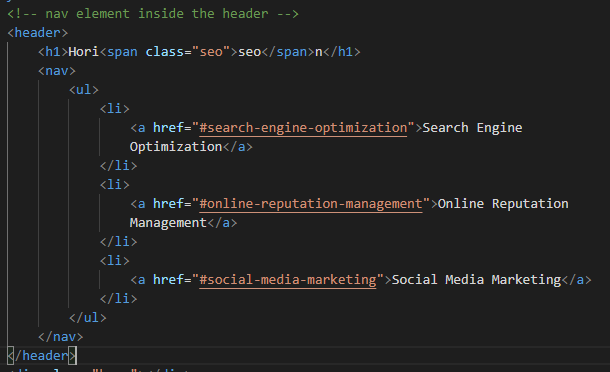 <!-- nav element inside the header -->
<header>
    <h1>Hori<span class="seo">seo</span>n</h1>
    <nav>
        <ul>
            <li>
                <a href="#search-engine-optimization">Search Engine
                Optimization</a>
            </li>
            <li>
                <a href="#online-reputation-management">Online Reputation
                Management</a>
            </li>
            <li>
                <a href="#social-media-marketing">Social Media Marketing</a>
            </li>
        </ul>
    </nav>
</header>